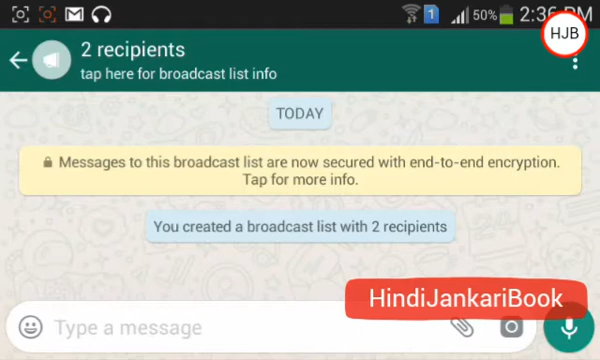 1 50% 2:36 PM
HJB
2 recipients
tap here for broadcast list info
TODAY
Messages to this broadcast list are now secured with end-to-end encryption.
Tap for more info.
You created a broadcast list with 2 recipients
HindiJankariBook
Type a message